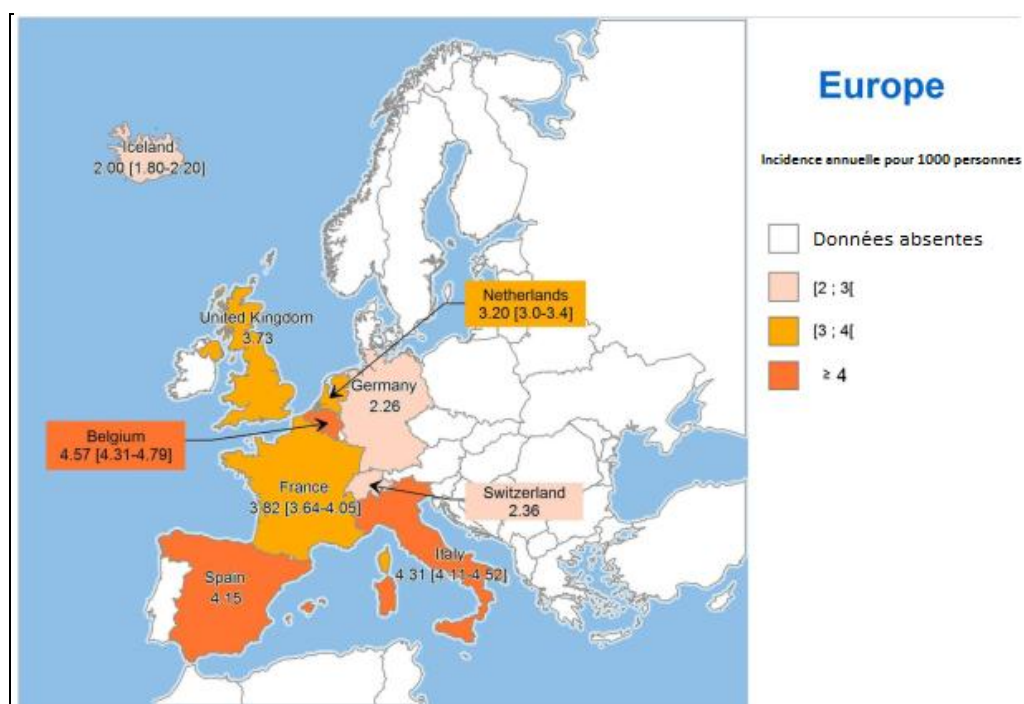 Europe
Incidence annuelle pour 1000 personnes
Données absentes
[2 ; 3[
[3 ; 4[
≥ 4
Iceland
2.00 [1.80-2.20]
Netherlands
3.20 [3.0-3.4]
United Kingdom
3.73
Germany
2.26
Belgium
4.57 [4.31-4.79]
France
3.82 [3.64-4.05]
Switzerland
2.36
Italy
4.31 [4.11-4.52]
Spain
4.15